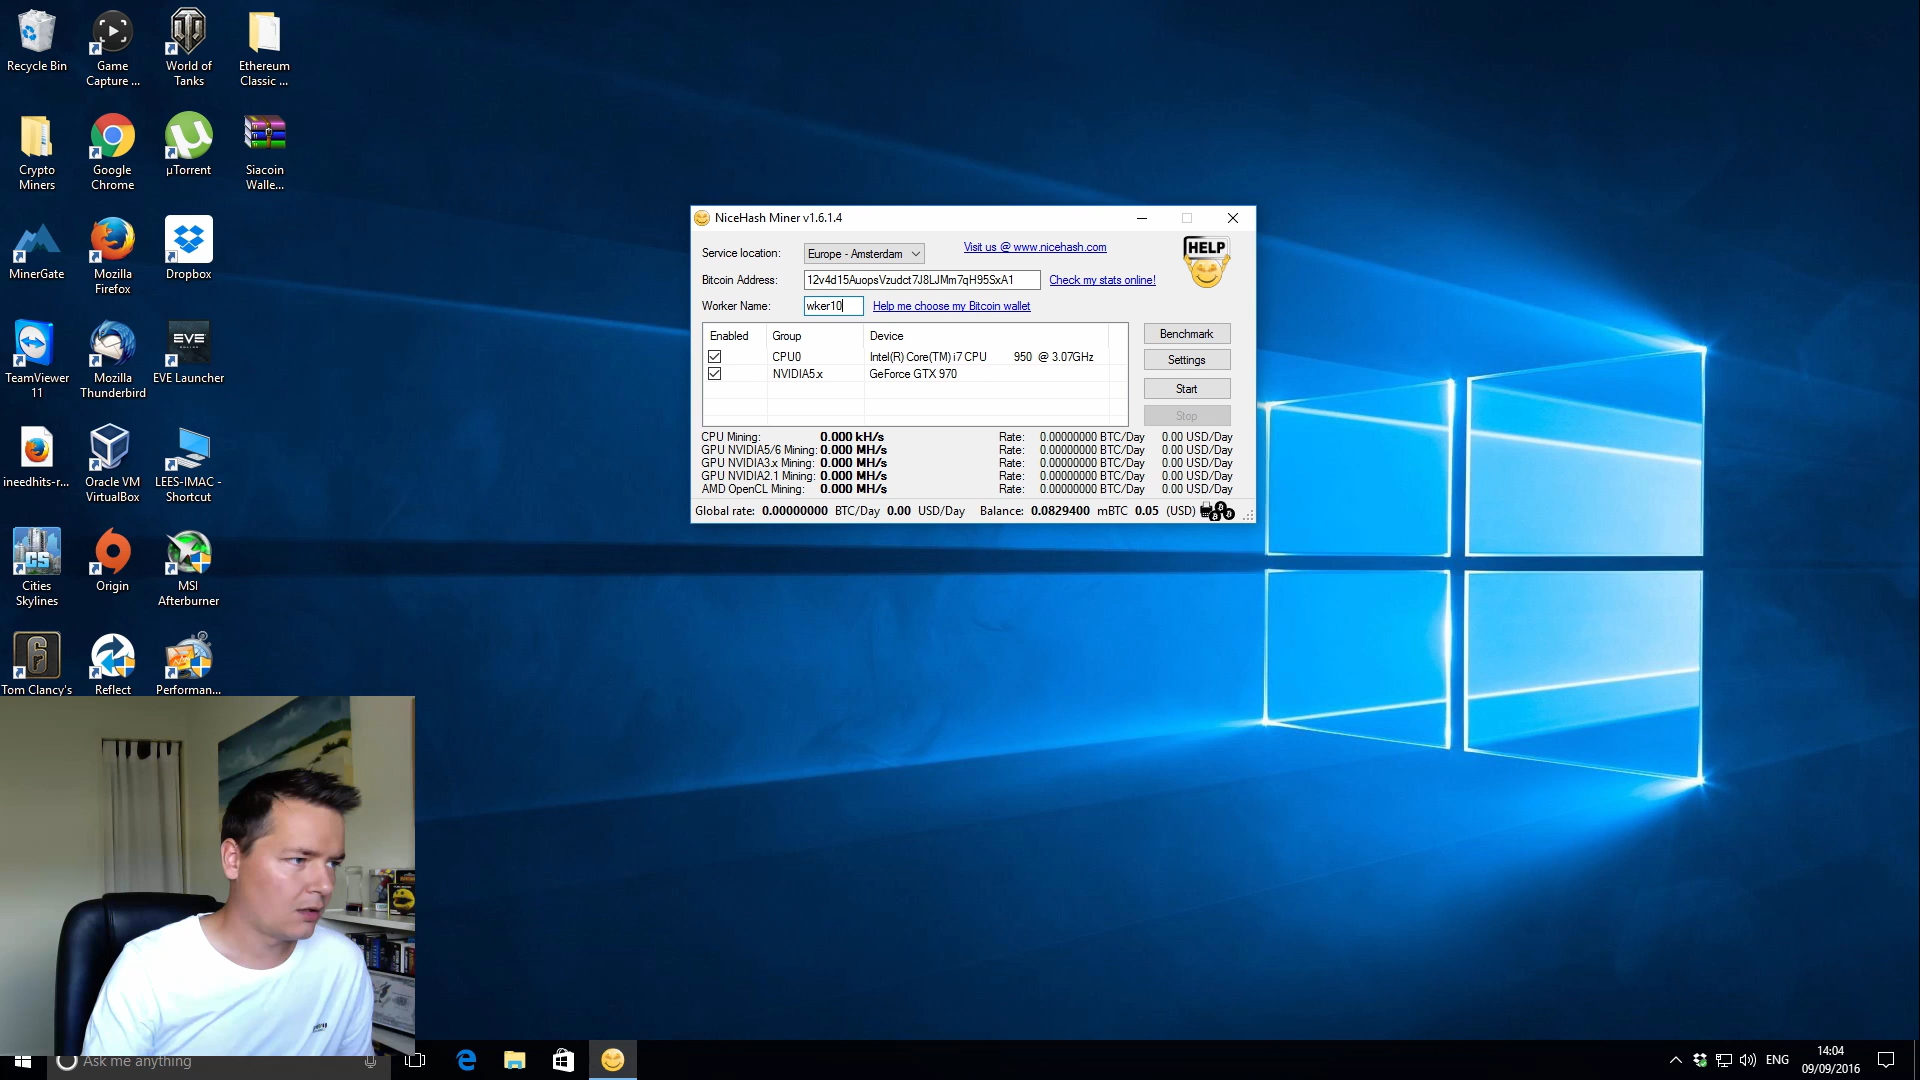 Recycle Bin
Game
Capture ...
World of
Tanks
Ethereum
Classic ...
Crypto
Miners
Google
Chrome
µTorrent
Siacoin
Walle...
MinerGate
Mozilla
Firefox
Dropbox
TeamViewer
11
Mozilla
Thunderbird
EVE
EVE Launcher
ineedhits-r...
Oracle VM
VirtualBox
LEES-IMAC -
Shortcut
CS
Cities
Skylines
Origin
MSI
Afterburner
6
Tom Clancy's
Reflect
Performan...
NiceHash Miner v1.6.1.4
Service location:
Europe - Amsterdam
Visit us @ www.nicehash.com
HELP
Bitcoin Address:
12v4d15AuopsVzudct7J8LJMm7qH95SxA1
Check my stats online!
Worker Name:
wker10
Help me choose my Bitcoin wallet
Enabled Group Device
CPU0 Intel(R) Core(TM) i7 CPU 950 @ 3.07GHz
NVIDIA5.x GeForce GTX 970
Benchmark
Settings
Start
Stop
CPU Mining: 0.000 kH/s Rate: 0.00000000 BTC/Day 0.00 USD/Day
GPU NVIDIA5/6 Mining: 0.000 MH/s Rate: 0.00000000 BTC/Day 0.00 USD/Day
GPU NVIDIA3.x Mining: 0.000 MH/s Rate: 0.00000000 BTC/Day 0.00 USD/Day
GPU NVIDIA2.1 Mining: 0.000 MH/s Rate: 0.00000000 BTC/Day 0.00 USD/Day
AMD OpenCL Mining: 0.000 MH/s Rate: 0.00000000 BTC/Day 0.00 USD/Day
Global rate: 0.00000000 BTC/Day 0.00 USD/Day Balance: 0.0829400 mBTC 0.05 (USD)
Ask me anything
ENG
14:04
09/09/2016